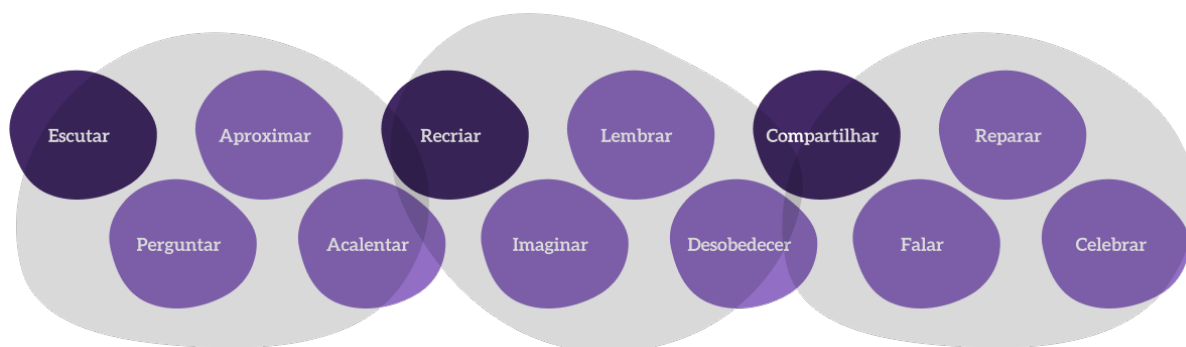 Escutar
Aproximar
Recriar
Lembrar
Compartilhar
Reparar
Perguntar
Acalentar
Imaginar
Desobedecer
Falar
Celebrar